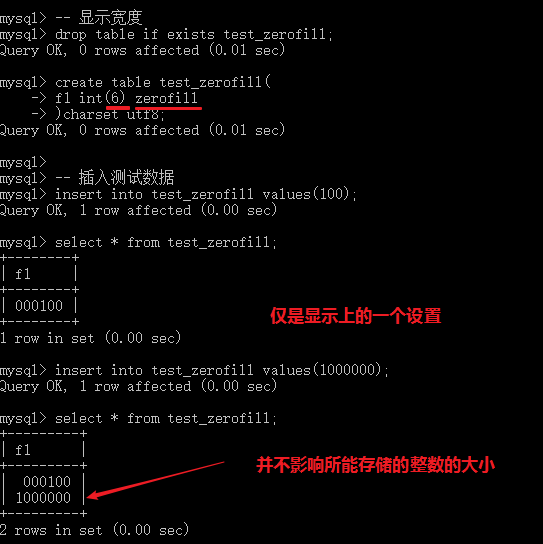 mysql> -- 显示宽度
mysql> drop table if exists test_zerofill;
Query OK, 0 rows affected (0.01 sec)
mysql> create table test_zerofill(
    -> f1 int(6) zerofill
    -> )charset utf8;
Query OK, 0 rows affected (0.01 sec)
mysql>
mysql> -- 插入测试数据
mysql> insert into test_zerofill values(100);
Query OK, 1 row affected (0.00 sec)
mysql> select * from test_zerofill;
+--------+
| f1     |
+--------+
| 000100 |
+--------+
仅是显示上的一个设置
1 row in set (0.00 sec)
mysql> insert into test_zerofill values(1000000);
Query OK, 1 row affected (0.00 sec)
mysql> select * from test_zerofill;
+---------+
| f1      |
+---------+
并不影响所能存储的整数的大小
|  000100 |
| 1000000 |
+---------+
2 rows in set (0.00 sec)